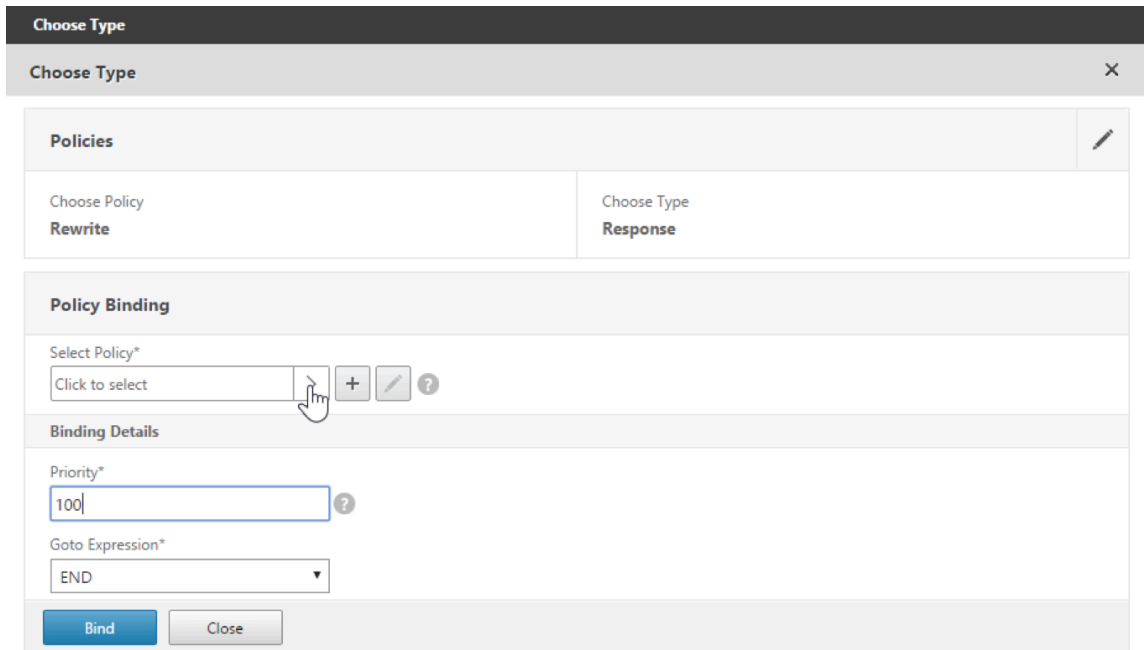 Choose Type
Choose Type
Policies
Choose Policy
Choose Type
Rewrite
Response
Policy Binding
Select Policy*
Click to select
Binding Details
Priority*
100
Goto Expression*
END
Bind
Close